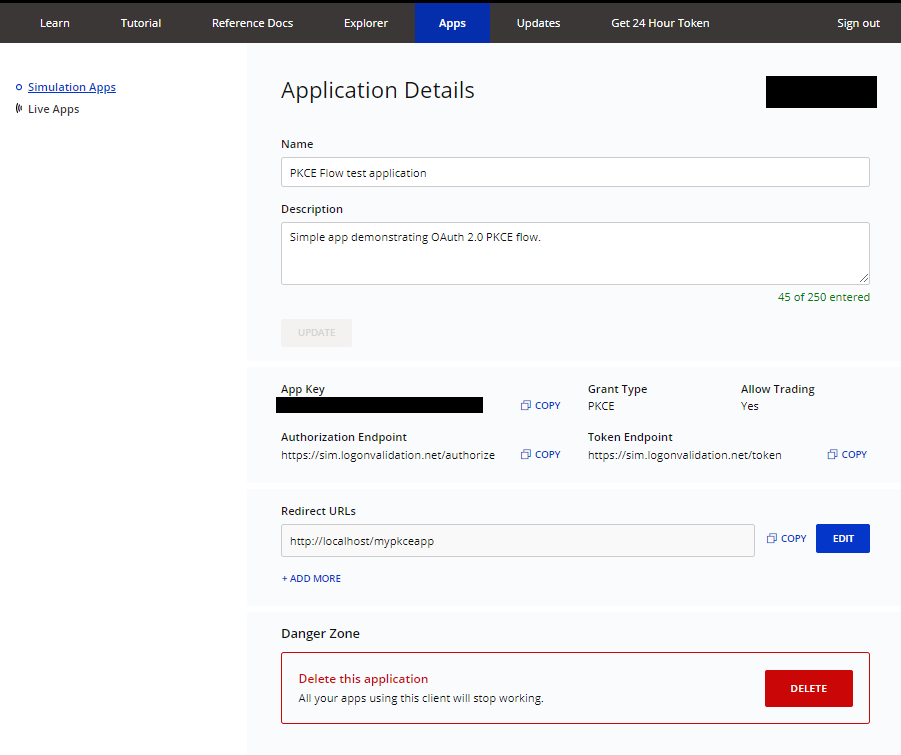 Learn Tutorial Reference Docs Explorer Apps Updates Get 24 Hour Token Sign out
Simulation Apps
Live Apps
Application Details
Name
PKCE Flow test application
Description
Simple app demonstrating OAuth 2.0 PKCE flow.
45 of 250 entered
UPDATE
App Key
COPY
Grant Type
PKCE
Allow Trading
Yes
Authorization Endpoint
https://sim.logonvalidation.net/authorize
COPY
Token Endpoint
https://sim.logonvalidation.net/token
COPY
Redirect URLs
http://localhost/mypkceapp
COPY
EDIT
+ ADD MORE
Danger Zone
Delete this application
All your apps using this client will stop working.
DELETE